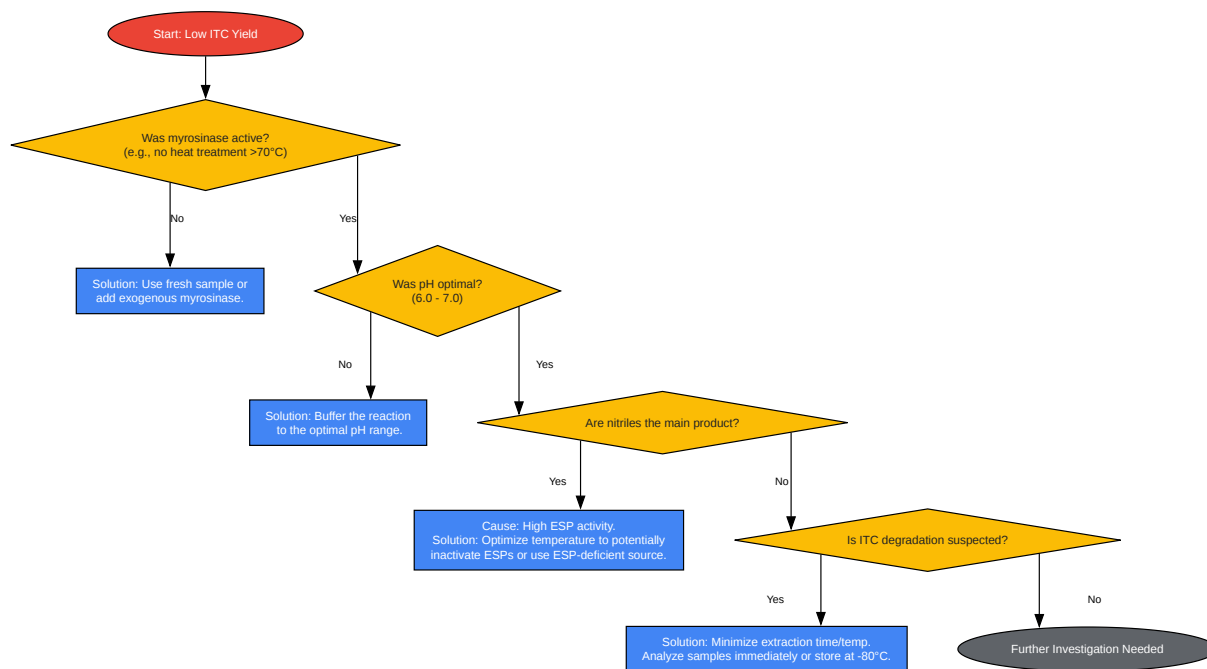 Start: Low ITC Yield
Was myrosinase active?
(e.g., no heat treatment >70°C)
No
Yes
Solution: Use fresh sample or
add exogenous myrosinase.
Was pH optimal?
(6.0 - 7.0)
No
Yes
Solution: Buffer the reaction
to the optimal pH range.
Are nitriles the main product?
Yes
No
Cause: High ESP activity.
Solution: Optimize temperature to potentially
inactivate ESPs or use ESP-deficient source.
Is ITC degradation suspected?
Yes
No
Solution: Minimize extraction time/temp.
Analyze samples immediately or store at -80°C.
Further Investigation Needed